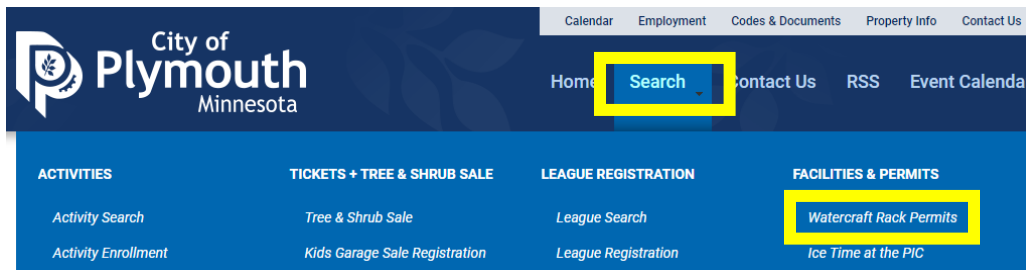 Calendar Employment Codes & Documents Property Info Contact Us
City of
Plymouth
Minnesota
Home Search Contact Us RSS Event Calenda
ACTIVITIES TICKETS + TREE & SHRUB SALE LEAGUE REGISTRATION FACILITIES & PERMITS
Activity Search Tree & Shrub Sale League Search Watercraft Rack Permits
Activity Enrollment Kids Garage Sale Registration League Registration Ice Time at the PIC